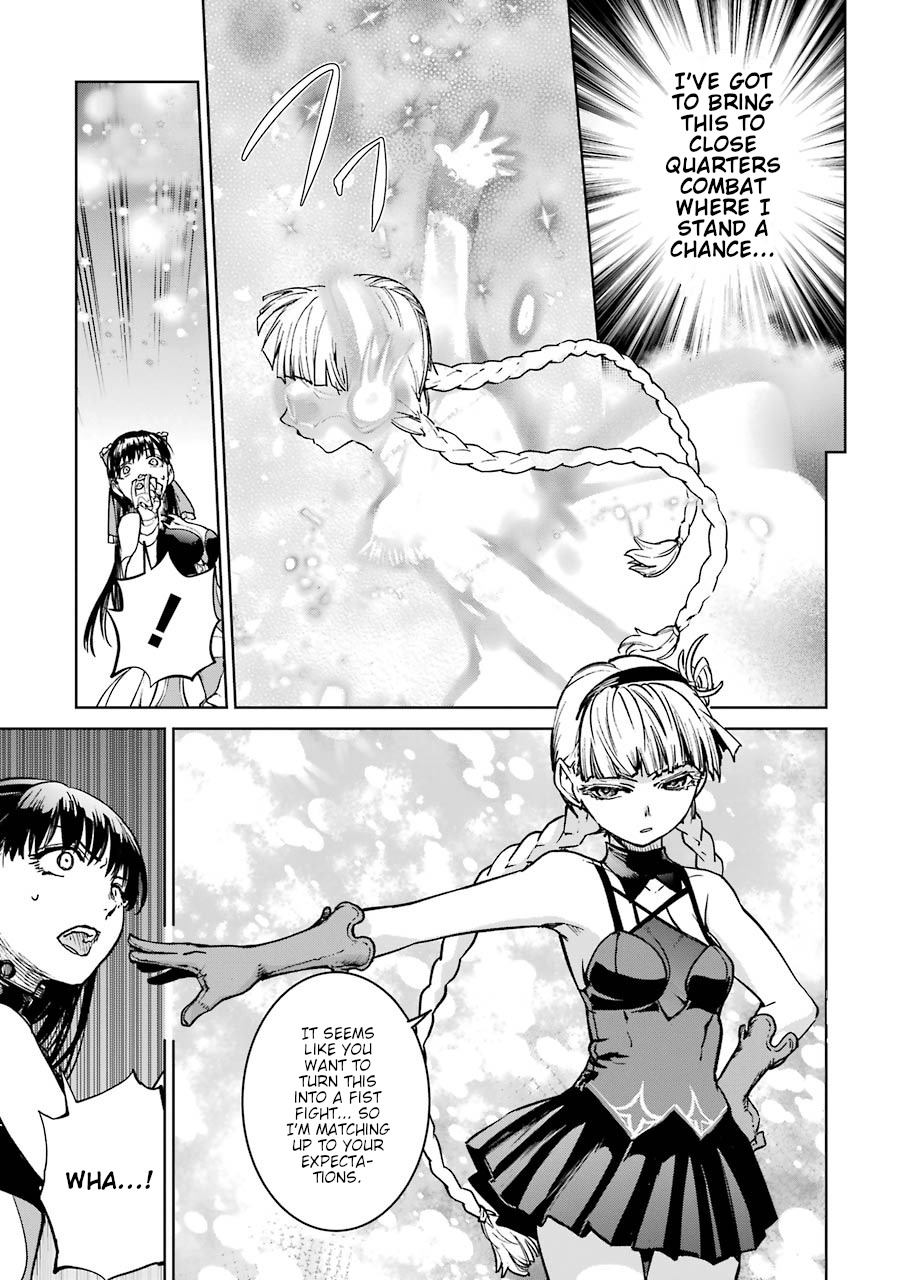 I'VE GOT
TO BRING
THIS TO
CLOSE
QUARTERS
COMBAT
WHERE I
STAND A
CHANCE...
!
IT SEEMS
LIKE YOU
WANT TO
TURN THIS
INTO A FIST
FIGHT... SO
I'M MATCHING
UP TO YOUR
EXPECTA-
TIONS.
WHA...!